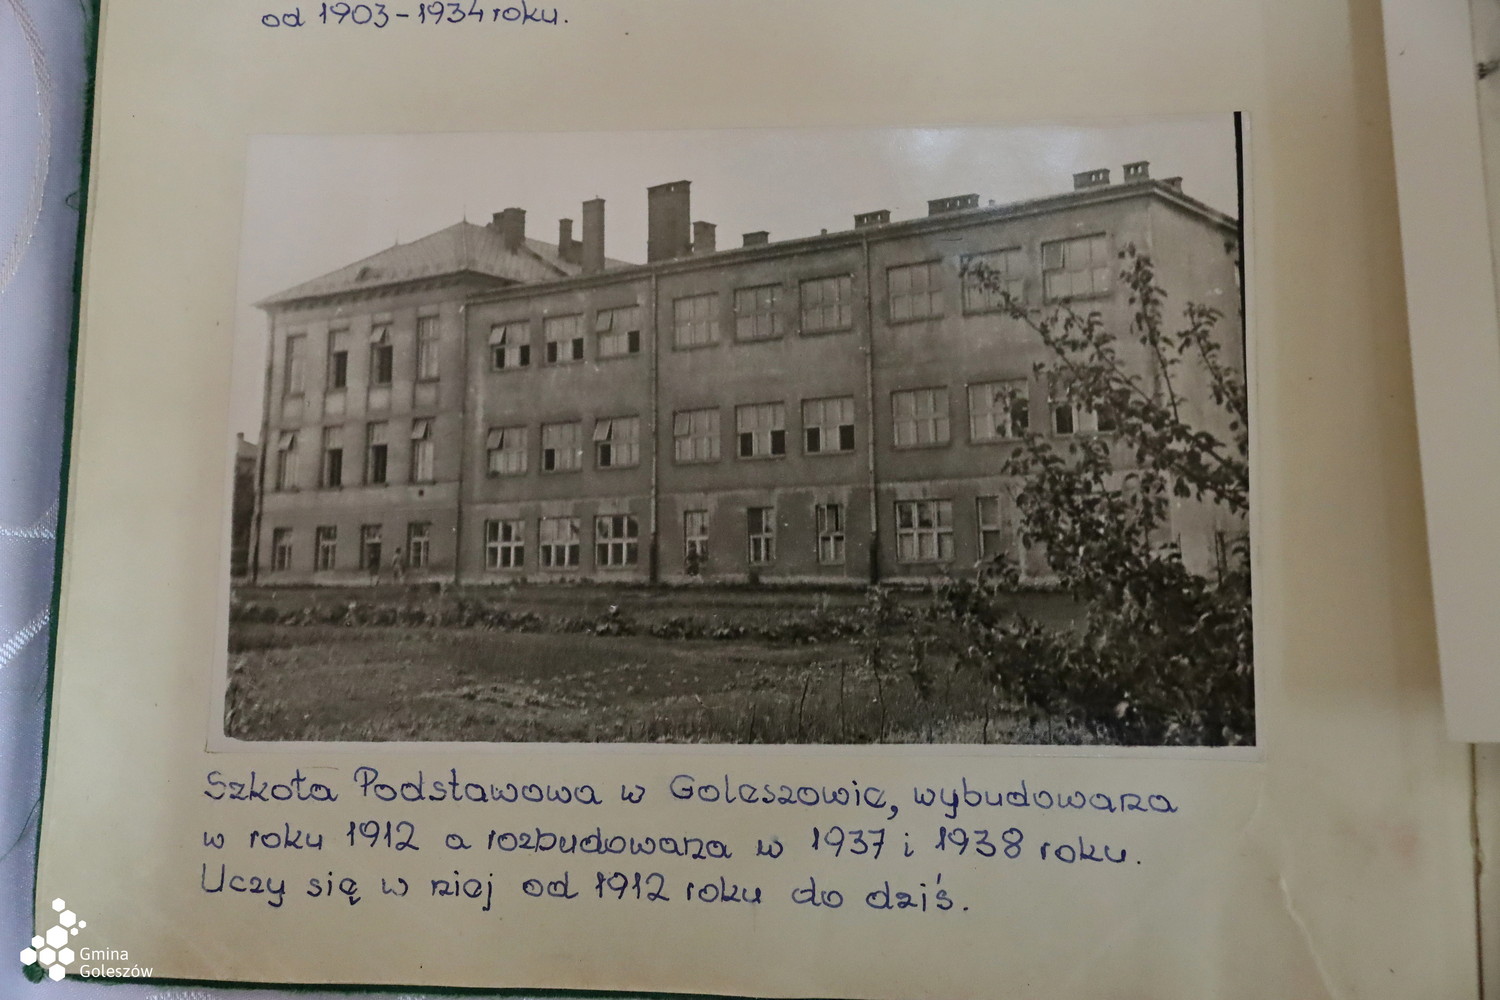 od 1903-1934 roku.
Szkoła Podstawowa w Goleszowie, wybudowana
w roku 1912 a rozbudowana w 1937 i 1938 roku.
Uczy się w niej od 1912 roku do dziś.
Gmina
Goleszów